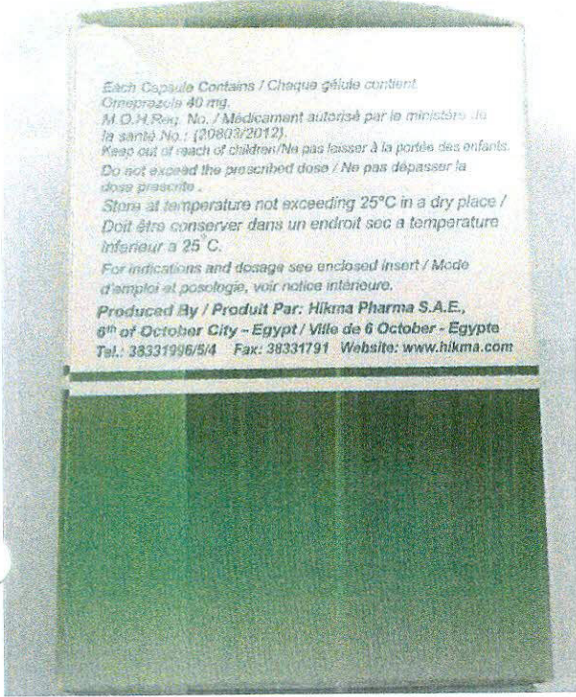 Each Capsule Contains / Chaque gélule contient
Omeprazole 40 mg.
M.O.H.Reg. No. / Médicament autorisé par le ministère de
la santé No.: (20803/2012).
Keep out of reach of children/Ne pas laisser à la portée des enfants.
Do not exceed the prescribed dose / Ne pas dépasser la
dose prescrite .
Store at temperature not exceeding 25°C in a dry place /
Doit être conserver dans un endroit sec a temperature
inferieur a 25°C.
For indications and dosage see enclosed insert / Mode
d'emploi et posologie, voir notice intérieure.
Produced By / Produit Par: Hikma Pharma S.A.E.,
6th of October City – Egypt / Ville de 6 October - Egypte
Tel.: 38331996/5/4 Fax: 38331791 Website: www.hikma.com